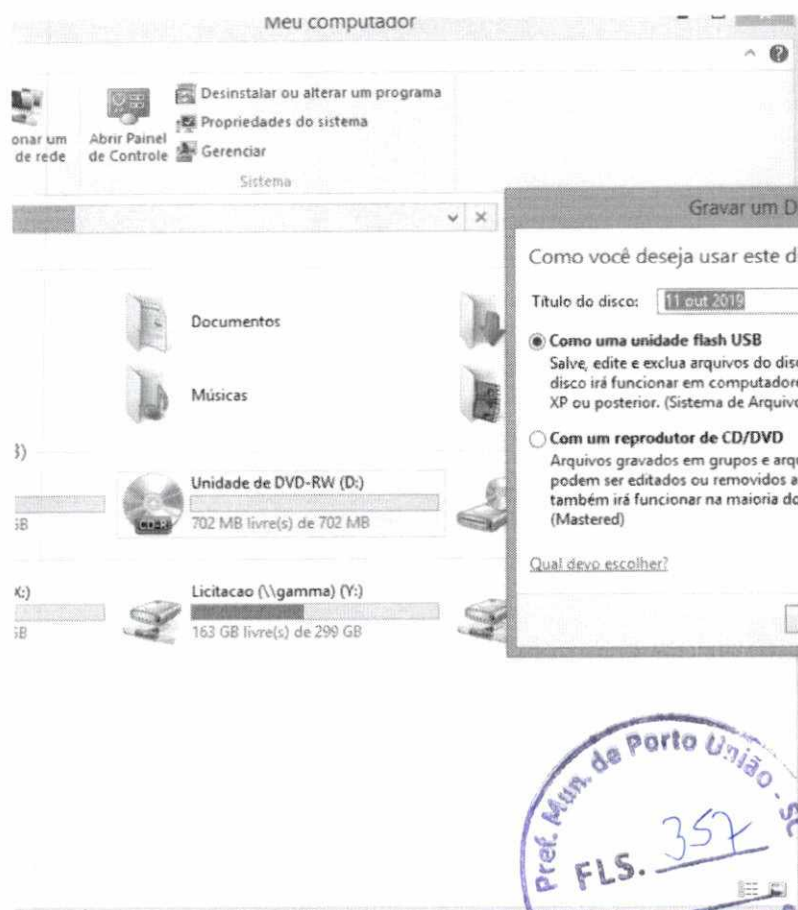 Meu computador
Desinstalar ou alterar um programa
onar um
de rede
Abrir Painel
de Controle
Propriedades do sistema
Gerenciar
Sistema
Gravar um D
Como você deseja usar este d
Título do disco: 11 out 2019
Como uma unidade flash USB
Salve, edite e exclua arquivos do disc
disco irá funcionar em computadore
XP ou posterior. (Sistema de Arquivo
Com um reprodutor de CD/DVD
Arquivos gravados em grupos e arqu
podem ser editados ou removidos a
também irá funcionar na maioria do
(Mastered)
Qual devo escolher?
Documentos
Músicas
Unidade de DVD-RW (D:)
CD-R
702 MB livre(s) de 702 MB
Licitacao (\\gamma) (Y:)
163 GB livre(s) de 299 GB
Pref. Mun. de Porto União - SC
FLS. 357